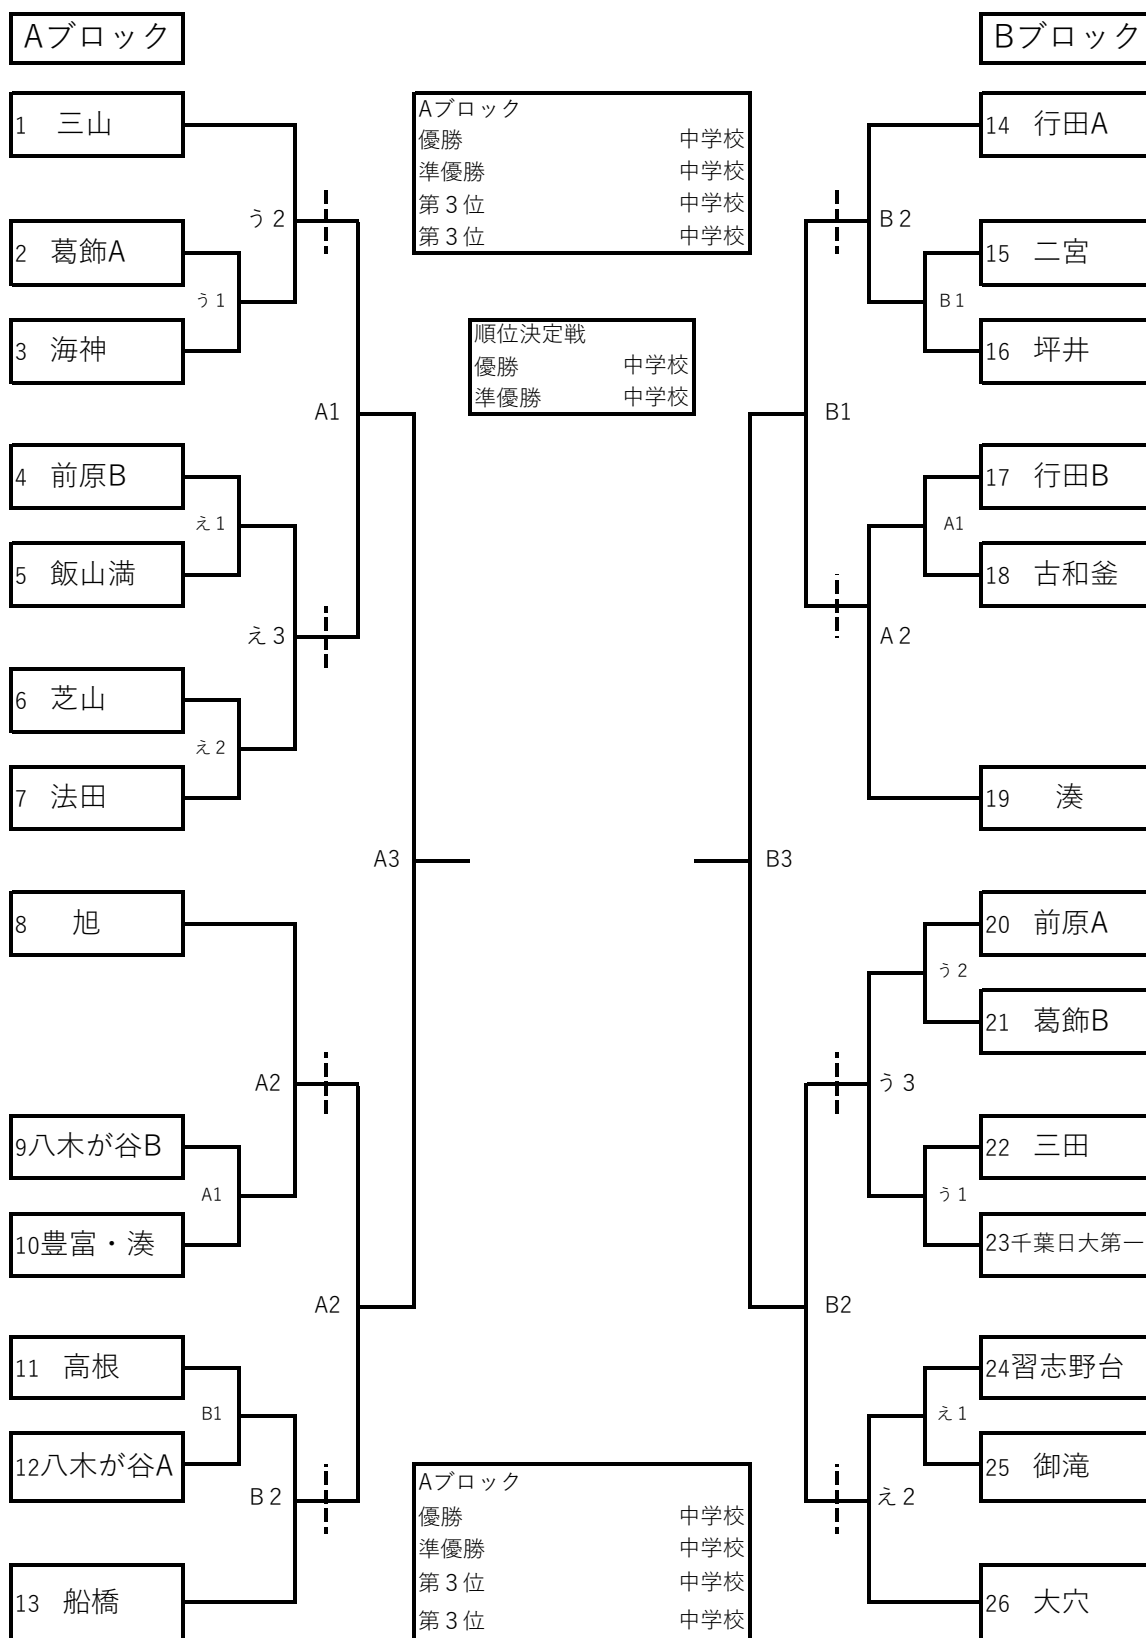 Aブロック
Bブロック
1 三山
2 葛飾A
3 海神
4 前原B
5 飯山満
6 芝山
7 法田
8 旭
9八木が谷B
10豊富・湊
11 高根
12八木が谷A
13 船橋
う2
う1
え1
え3
え2
A1
A2
A1
B1
B2
A2
A3
Aブロック
優勝 中学校
準優勝 中学校
第3位 中学校
第3位 中学校
順位決定戦
優勝 中学校
準優勝 中学校
Aブロック
優勝 中学校
準優勝 中学校
第3位 中学校
第3位 中学校
B3
B1
B2
B2
B1
A1
A2
う2
う3
う1
え1
え2
14 行田A
15 二宮
16 坪井
17 行田B
18 古和釜
19 湊
20 前原A
21 葛飾B
22 三田
23千葉日大第一
24習志野台
25 御滝
26 大穴